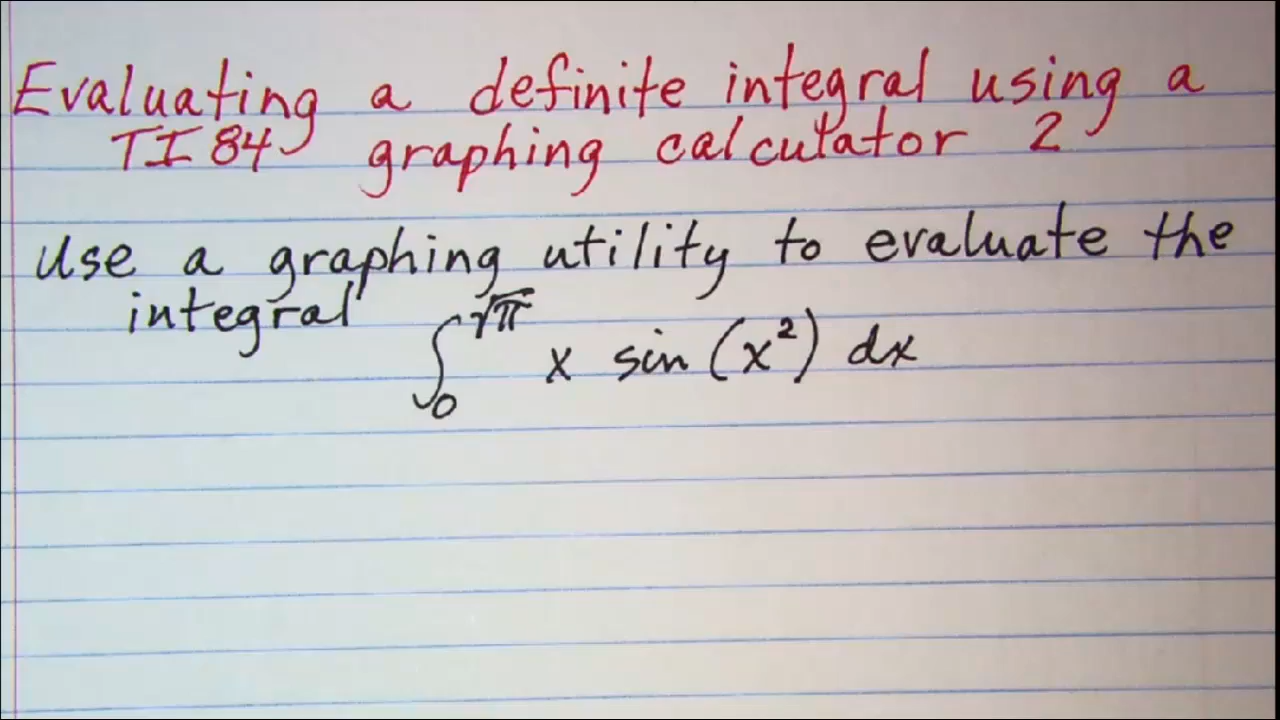 Evaluating a definite integral using a
TI 84 graphing calculator 2
Use a graphing utility to evaluate the
integral ∫₀^√π x sin (x²) dx